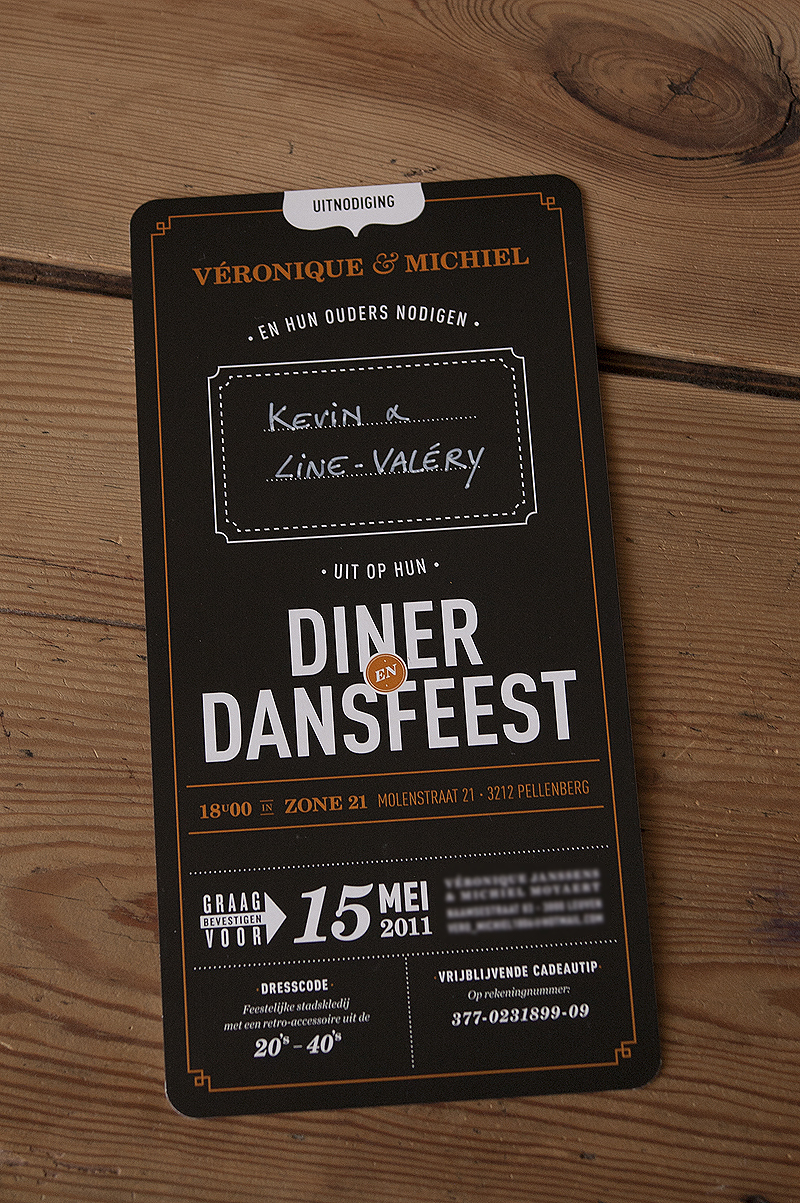 UITNODIGING
VÉRONIQUE & MICHIEL
• EN HUN OUDERS NODIGEN •
KEVIN &
LINE-VALÉRY
• UIT OP HUN •
DINER
EN
DANSFEEST
18U00 IN ZONE 21 MOLENSTRAAT 21 • 3212 PELLENBERG
GRAAG
BEVESTIGEN
VOOR
15 MEI
2011
DRESSCODE
Feestelijke stadskledij
met een retro-accessoire uit de
20's – 40's
VRIJBLIJVENDE CADEAUTIP
Op rekeningnummer:
377-0231899-09